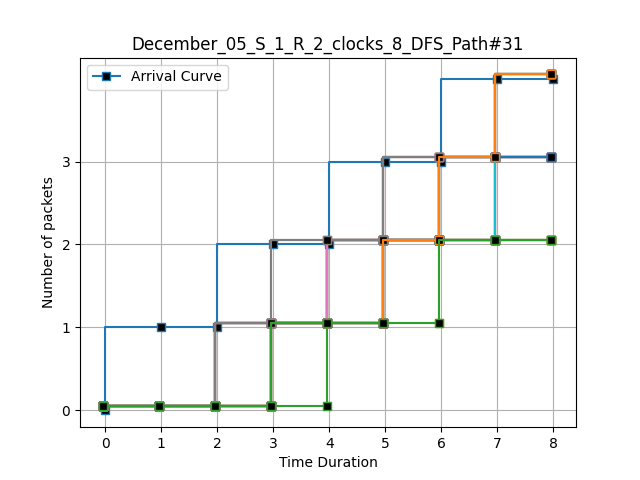 December_05_S_1_R_2_clocks_8_DFS_Path#31
Arrival Curve
Number of packets
3
2
1
0
0 1 2 3 4 5 6 7 8
Time Duration